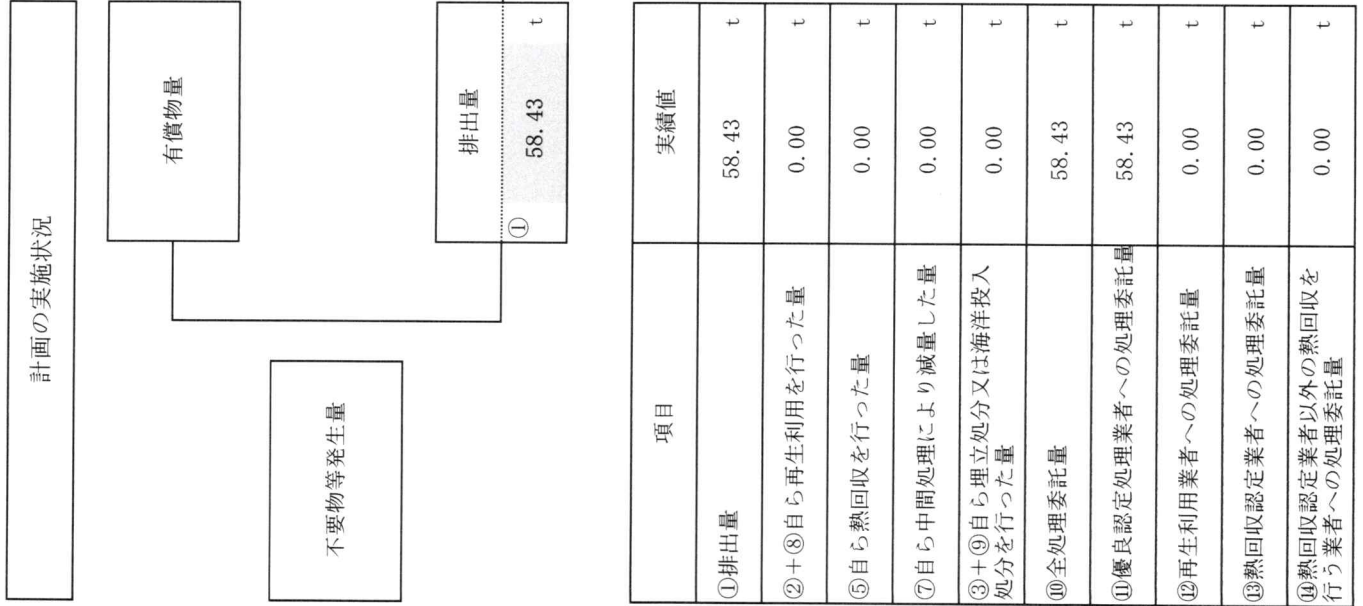 計画の実施状況
有償物量
不要物等発生量
排出量
① 58.43 t
項目 実績値
①排出量 58.43 t
②+⑧自ら再生利用を行った量 0.00 t
⑤自ら熱回収を行った量 0.00 t
⑦自ら中間処理により減量した量 0.00 t
③+⑨自ら埋立処分又は海洋投入
処分を行った量 0.00 t
⑩全処理委託量 58.43 t
⑪優良認定処理業者への処理委託量 58.43 t
⑫再生利用業者への処理委託量 0.00 t
⑬熱回収認定業者への処理委託量 0.00 t
⑭熱回収認定業者以外の熱回収を
行う業者への処理委託量 0.00 t